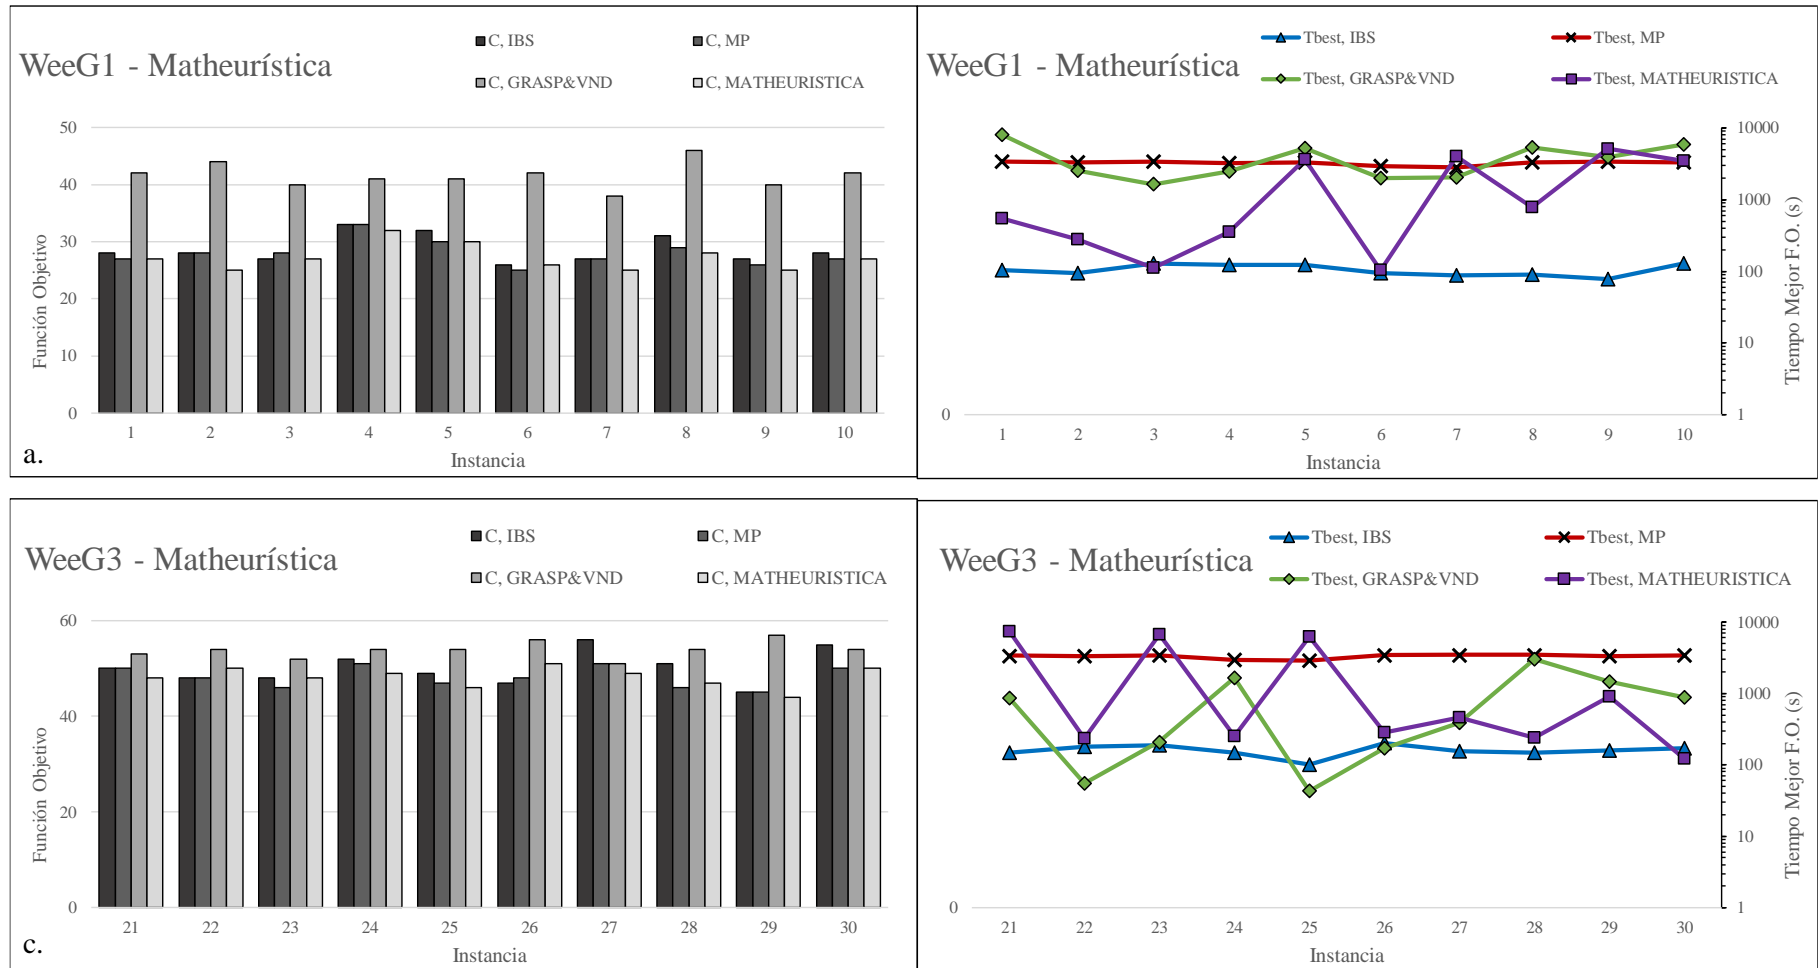 WeeG1 - Matheurística
C, IBS
C, MP
C, GRASP&VND
C, MATHEURISTICA
Función Objetivo
50
40
30
20
10
0
1 2 3 4 5 6 7 8 9 10
Instancia
a.
WeeG1 - Matheurística
Tbest, IBS
Tbest, MP
Tbest, GRASP&VND
Tbest, MATHEURISTICA
10000
1000
100
10
1
Tiempo Mejor F.O. (s)
0
1 2 3 4 5 6 7 8 9 10
Instancia
WeeG3 - Matheurística
C, IBS
C, MP
C, GRASP&VND
C, MATHEURISTICA
Función Objetivo
60
40
20
0
21 22 23 24 25 26 27 28 29 30
Instancia
c.
WeeG3 - Matheurística
Tbest, IBS
Tbest, MP
Tbest, GRASP&VND
Tbest, MATHEURISTICA
10000
1000
100
10
1
Tiempo Mejor F.O. (s)
0
21 22 23 24 25 26 27 28 29 30
Instancia